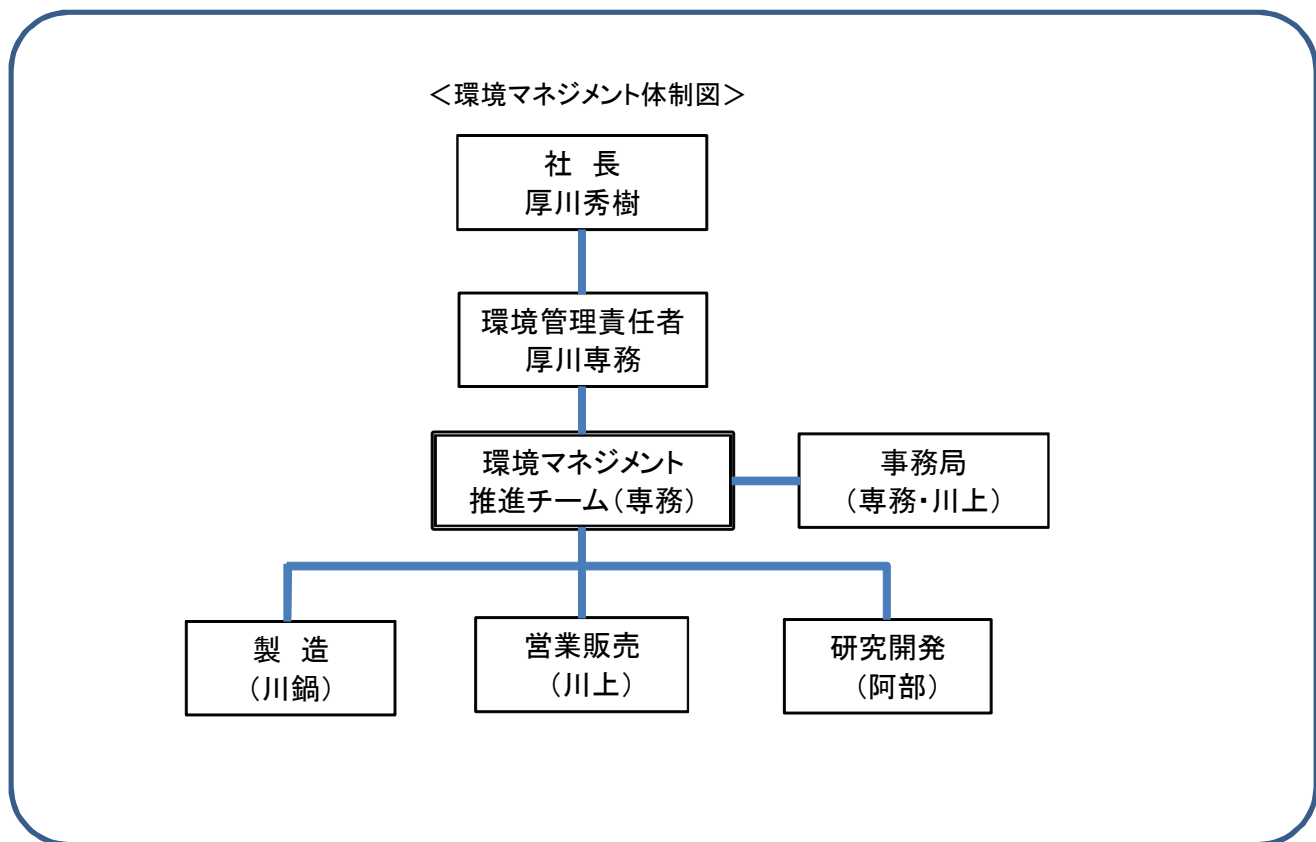 ＜環境マネジメント体制図＞
社　長
厚川秀樹
環境管理責任者
厚川専務
環境マネジメント
推進チーム（専務）
事務局
（専務・川上）
製　造
（川鍋）
営業販売
（川上）
研究開発
（阿部）